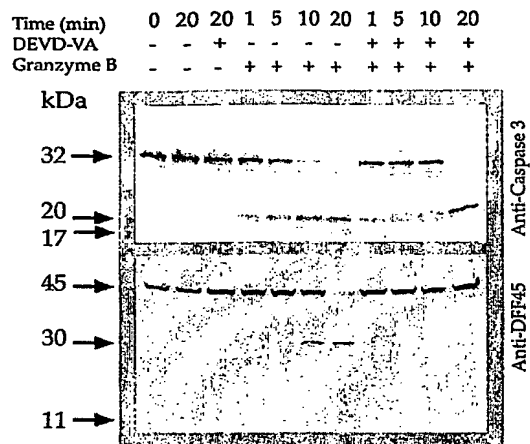 Time (min) 0 20 20 1 5 10 20 1 5 10 20
DEVD-VA - - + - - - - + + + +
Granzyme B - - - + + + + + + + +
kDa
32
20
17
Anti-Caspase 3
45
30
11
Anti-DFF45